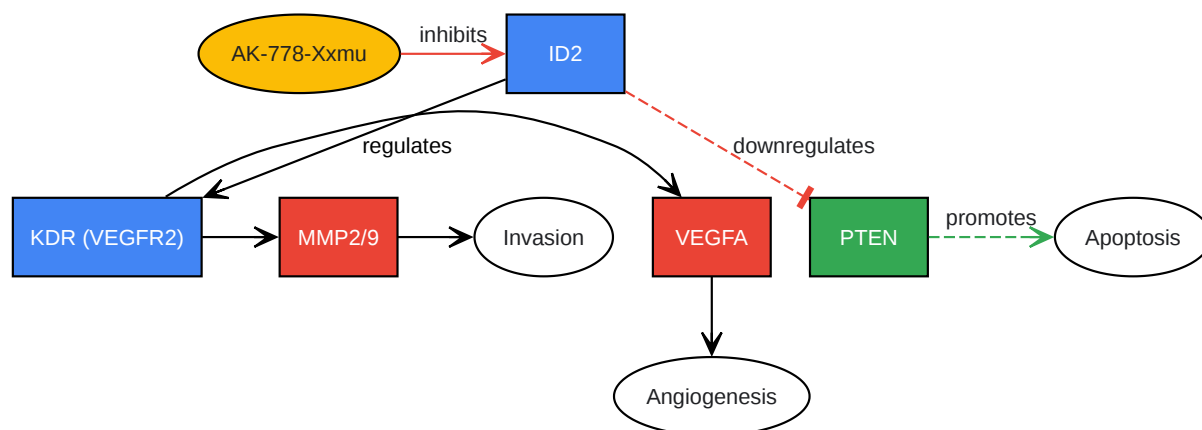 AK-778-Xxmu
inhibits
ID2
regulates
downregulates
KDR (VEGFR2)
MMP2/9
Invasion
VEGFA
PTEN
promotes
Apoptosis
Angiogenesis